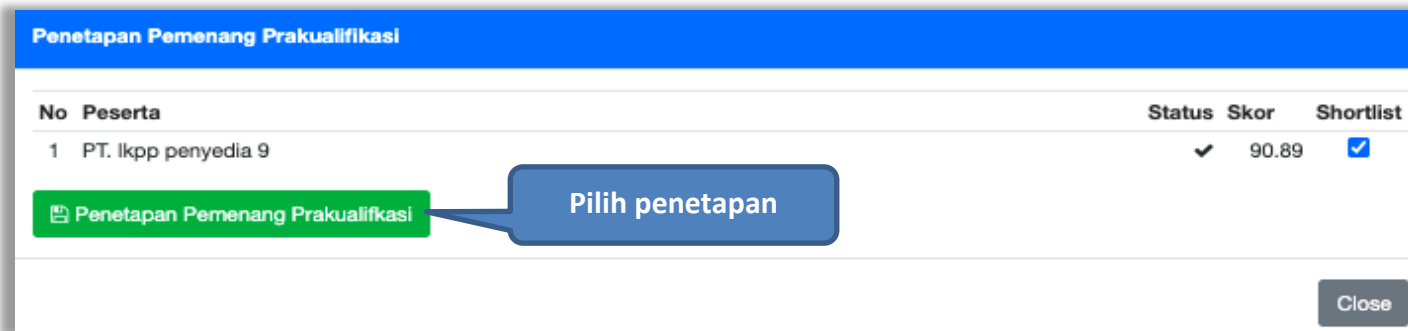 Penetapan Pemenang Prakualifikasi
No Peserta Status Skor Shortlist
1 PT. lkpp penyedia 9 90.89
Penetapan Pemenang Prakualifkasi
Pilih penetapan
Close